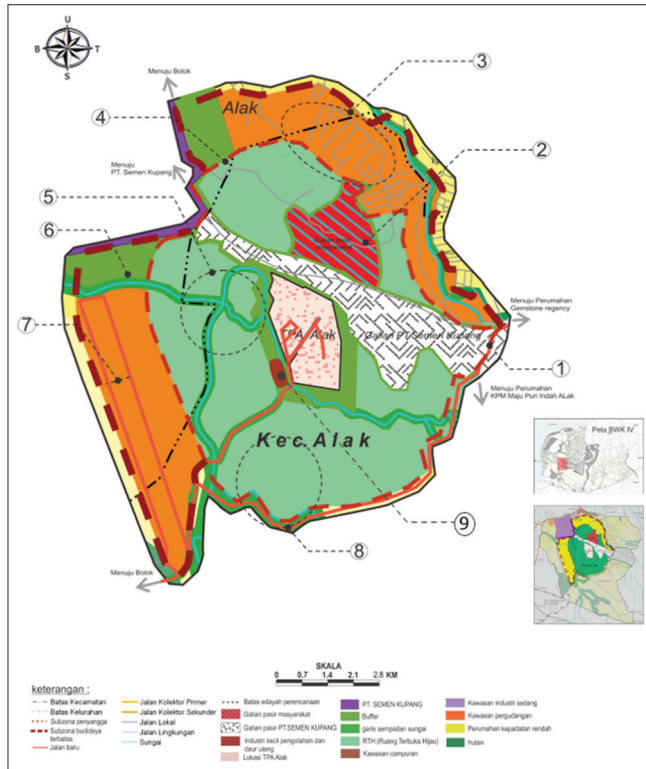 U
B T
S
Menuju Bolok
3
Alak
4
2
Menuju
PT. Semen Kupang
5
6
7
Menuju Perumahan
Gemstone regency
TPA Alak
Galian PT.Semen Kupang
1
Menuju Perumahan
KPM Maju Puri Indah ALak
Kec. Alak
Peta BWK IV
9
8
Menuju Bolok
SKALA
0 0.7 1.4 2.1 2.8 KM
keterangan :
Batas Kecamatan
Batas Kelurahan
Subzona penyangga
Subzona budidaya
terbatas
Jalan baru
Jalan Kolektor Primer
Jalan Kolektor Sekunder
Jalan Lokal
Jalan Lingkungan
Sungai
Batas wilayah perencanaan
Galian pasir masyarakat
Galian pasir PT.SEMEN KUPANG
Industri kecil pengolahan dan
daur ulang
Lokasi TPA Alak
PT. SEMEN KUPANG
Buffer
garis sempadan sungai
RTH (Ruang Terbuka Hijau)
Kawasan campuran
Kawasan industri sedang
Kawasan pergudangan
Perumahan kepadatan rendah
hutan